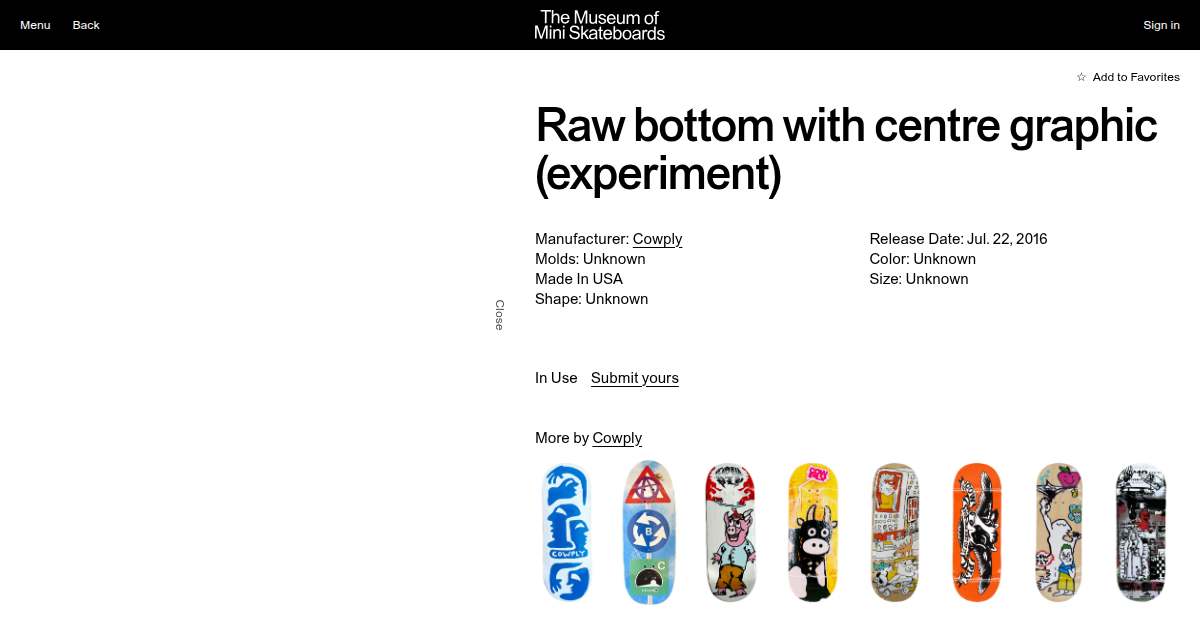 Menu Back
The Museum of
Mini Skateboards
Sign in
☆ Add to Favorites
Raw bottom with centre graphic
(experiment)
Manufacturer: Cowply
Molds: Unknown
Made In USA
Shape: Unknown
Release Date: Jul. 22, 2016
Color: Unknown
Size: Unknown
Close
In Use Submit yours
More by Cowply
COWPLY
B
C